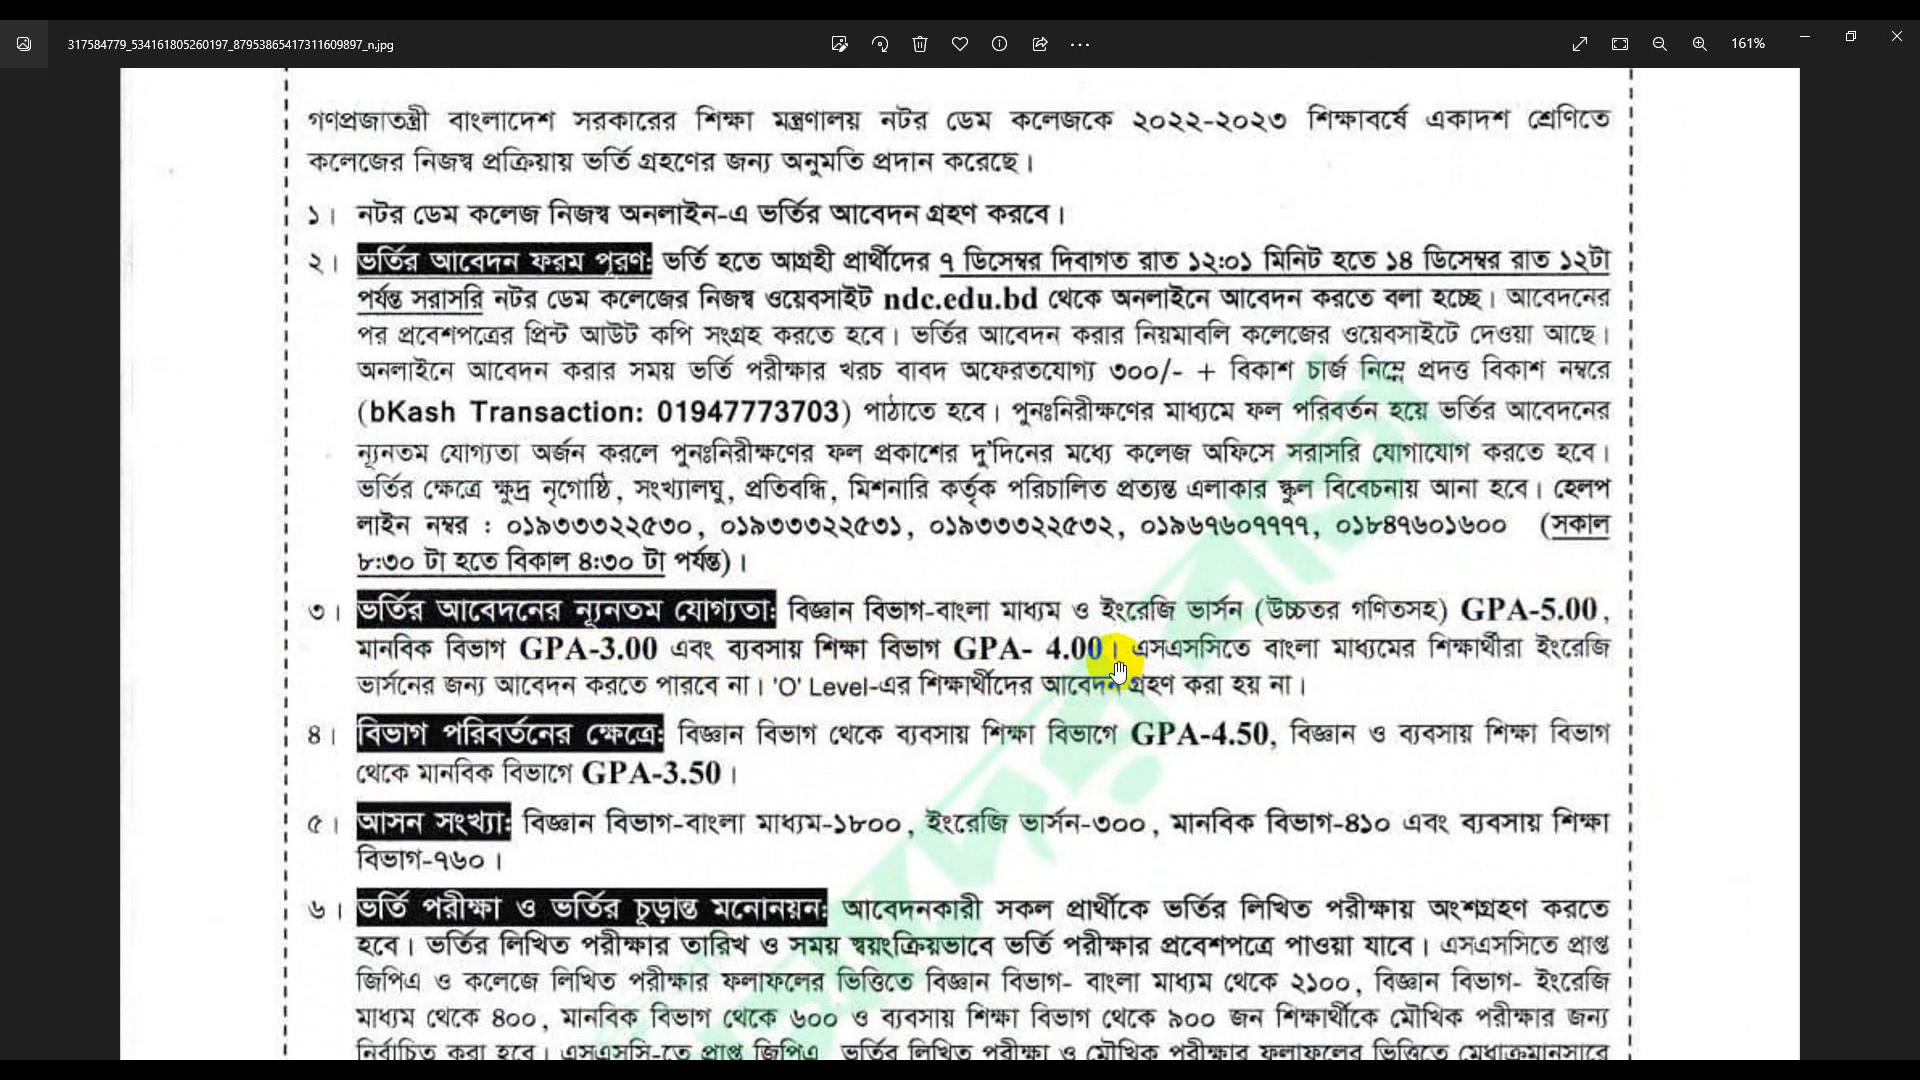 317584779_534161805260197_87953865417311609897_n.jpg
161%
গণপ্রজাতন্ত্রী বাংলাদেশ সরকারের শিক্ষা মন্ত্রণালয় নটর ডেম কলেজকে ২০২২-২০২৩ শিক্ষাবর্ষে একাদশ শ্রেণিতে
কলেজের নিজস্ব প্রক্রিয়ায় ভর্তি গ্রহণের জন্য অনুমতি প্রদান করেছে।
১। নটর ডেম কলেজ নিজস্ব অনলাইন-এ ভর্তির আবেদন গ্রহণ করবে।
২। ভর্তির আবেদন ফরম পূরণ: ভর্তি হতে আগ্রহী প্রার্থীদের ৭ ডিসেম্বর দিবাগত রাত ১২:০১ মিনিট হতে ১৪ ডিসেম্বর রাত ১২টা
পর্যন্ত সরাসরি নটর ডেম কলেজের নিজস্ব ওয়েবসাইট ndc.edu.bd থেকে অনলাইনে আবেদন করতে বলা হচ্ছে। আবেদনের
পর প্রবেশপত্রের প্রিন্ট আউট কপি সংগ্রহ করতে হবে। ভর্তির আবেদন করার নিয়মাবলি কলেজের ওয়েবসাইটে দেওয়া আছে।
অনলাইনে আবেদন করার সময় ভর্তি পরীক্ষার খরচ বাবদ অফেরতযোগ্য ৩০০/- + বিকাশ চার্জ নিম্নে প্রদত্ত বিকাশ নম্বরে
(bKash Transaction: 01947773703) পাঠাতে হবে। পুনঃনিরীক্ষণের মাধ্যমে ফল পরিবর্তন হয়ে ভর্তির আবেদনের
ন্যূনতম যোগ্যতা অর্জন করলে পুনঃনিরীক্ষণের ফল প্রকাশের দু'দিনের মধ্যে কলেজ অফিসে সরাসরি যোগাযোগ করতে হবে।
ভর্তির ক্ষেত্রে ক্ষুদ্র নৃগোষ্ঠি, সংখ্যালঘু, প্রতিবন্ধি, মিশনারি কর্তৃক পরিচালিত প্রত্যন্ত এলাকার স্কুল বিবেচনায় আনা হবে। হেলপ
লাইন নম্বর : ০১৯৩৩৩২২৫৩০, ০১৯৩৩৩২২৫৩১, ০১৯৩৩৩২২৫৩২, ০১৯৬৭৬০৭৭৭৭, ০১৮৪৭৬০১৬০০ (সকাল
৮:৩০ টা হতে বিকাল ৪:৩০ টা পর্যন্ত)।
৩। ভর্তির আবেদনের ন্যূনতম যোগ্যতা: বিজ্ঞান বিভাগ-বাংলা মাধ্যম ও ইংরেজি ভার্সন (উচ্চতর গণিতসহ) GPA-5.00,
মানবিক বিভাগ GPA-3.00 এবং ব্যবসায় শিক্ষা বিভাগ GPA- 4.00। এসএসসিতে বাংলা মাধ্যমের শিক্ষার্থীরা ইংরেজি
ভার্সনের জন্য আবেদন করতে পারবে না। 'O' Level-এর শিক্ষার্থীদের আবেদন গ্রহণ করা হয় না।
৪। বিভাগ পরিবর্তনের ক্ষেত্রে: বিজ্ঞান বিভাগ থেকে ব্যবসায় শিক্ষা বিভাগে GPA-4.50, বিজ্ঞান ও ব্যবসায় শিক্ষা বিভাগ
থেকে মানবিক বিভাগে GPA-3.50।
৫। আসন সংখ্যা: বিজ্ঞান বিভাগ-বাংলা মাধ্যম-১৮০০, ইংরেজি ভার্সন-৩০০, মানবিক বিভাগ-৪১০ এবং ব্যবসায় শিক্ষা
বিভাগ-৭৬০।
৬। ভর্তি পরীক্ষা ও ভর্তির চূড়ান্ত মনোনয়ন: আবেদনকারী সকল প্রার্থীকে ভর্তির লিখিত পরীক্ষায় অংশগ্রহণ করতে
হবে। ভর্তির লিখিত পরীক্ষার তারিখ ও সময় স্বয়ংক্রিয়ভাবে ভর্তি পরীক্ষার প্রবেশপত্রে পাওয়া যাবে। এসএসসিতে প্রাপ্ত
জিপিএ ও কলেজে লিখিত পরীক্ষার ফলাফলের ভিত্তিতে বিজ্ঞান বিভাগ- বাংলা মাধ্যম থেকে ২১০০, বিজ্ঞান বিভাগ- ইংরেজি
মাধ্যম থেকে ৪০০, মানবিক বিভাগ থেকে ৬০০ ও ব্যবসায় শিক্ষা বিভাগ থেকে ৯০০ জন শিক্ষার্থীকে মৌখিক পরীক্ষার জন্য
নির্বাচিত করা হবে। এসএসসি-তে প্রাপ্ত জিপিএ, ভর্তির লিখিত পরীক্ষা ও মৌখিক পরীক্ষার ফলাফলের ভিত্তিতে মেধাক্রমানুসারে